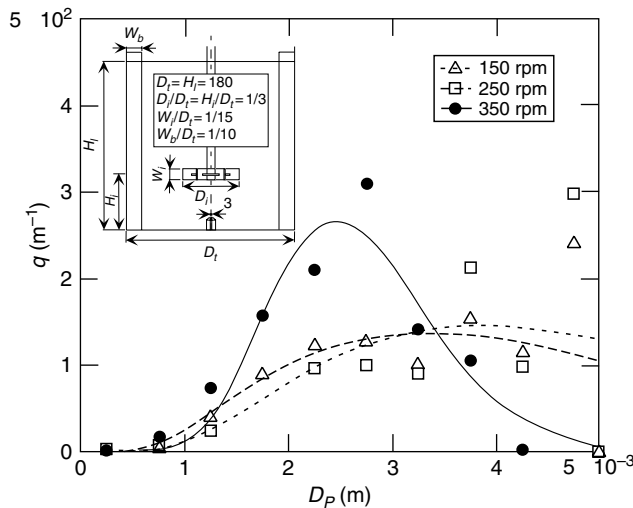 5
10²
150 rpm
250 rpm
350 rpm
W_b
D_t = H_l = 180
D_i/D_t = H_i/D_t = 1/3
W_i/D_t = 1/15
W_b/D_t = 1/10
H_l
H_i
W_i
D_i
3
D_t
4
3
2
1
0
q (m⁻¹)
0
1
2
3
4
5
10⁻³
D_P (m)